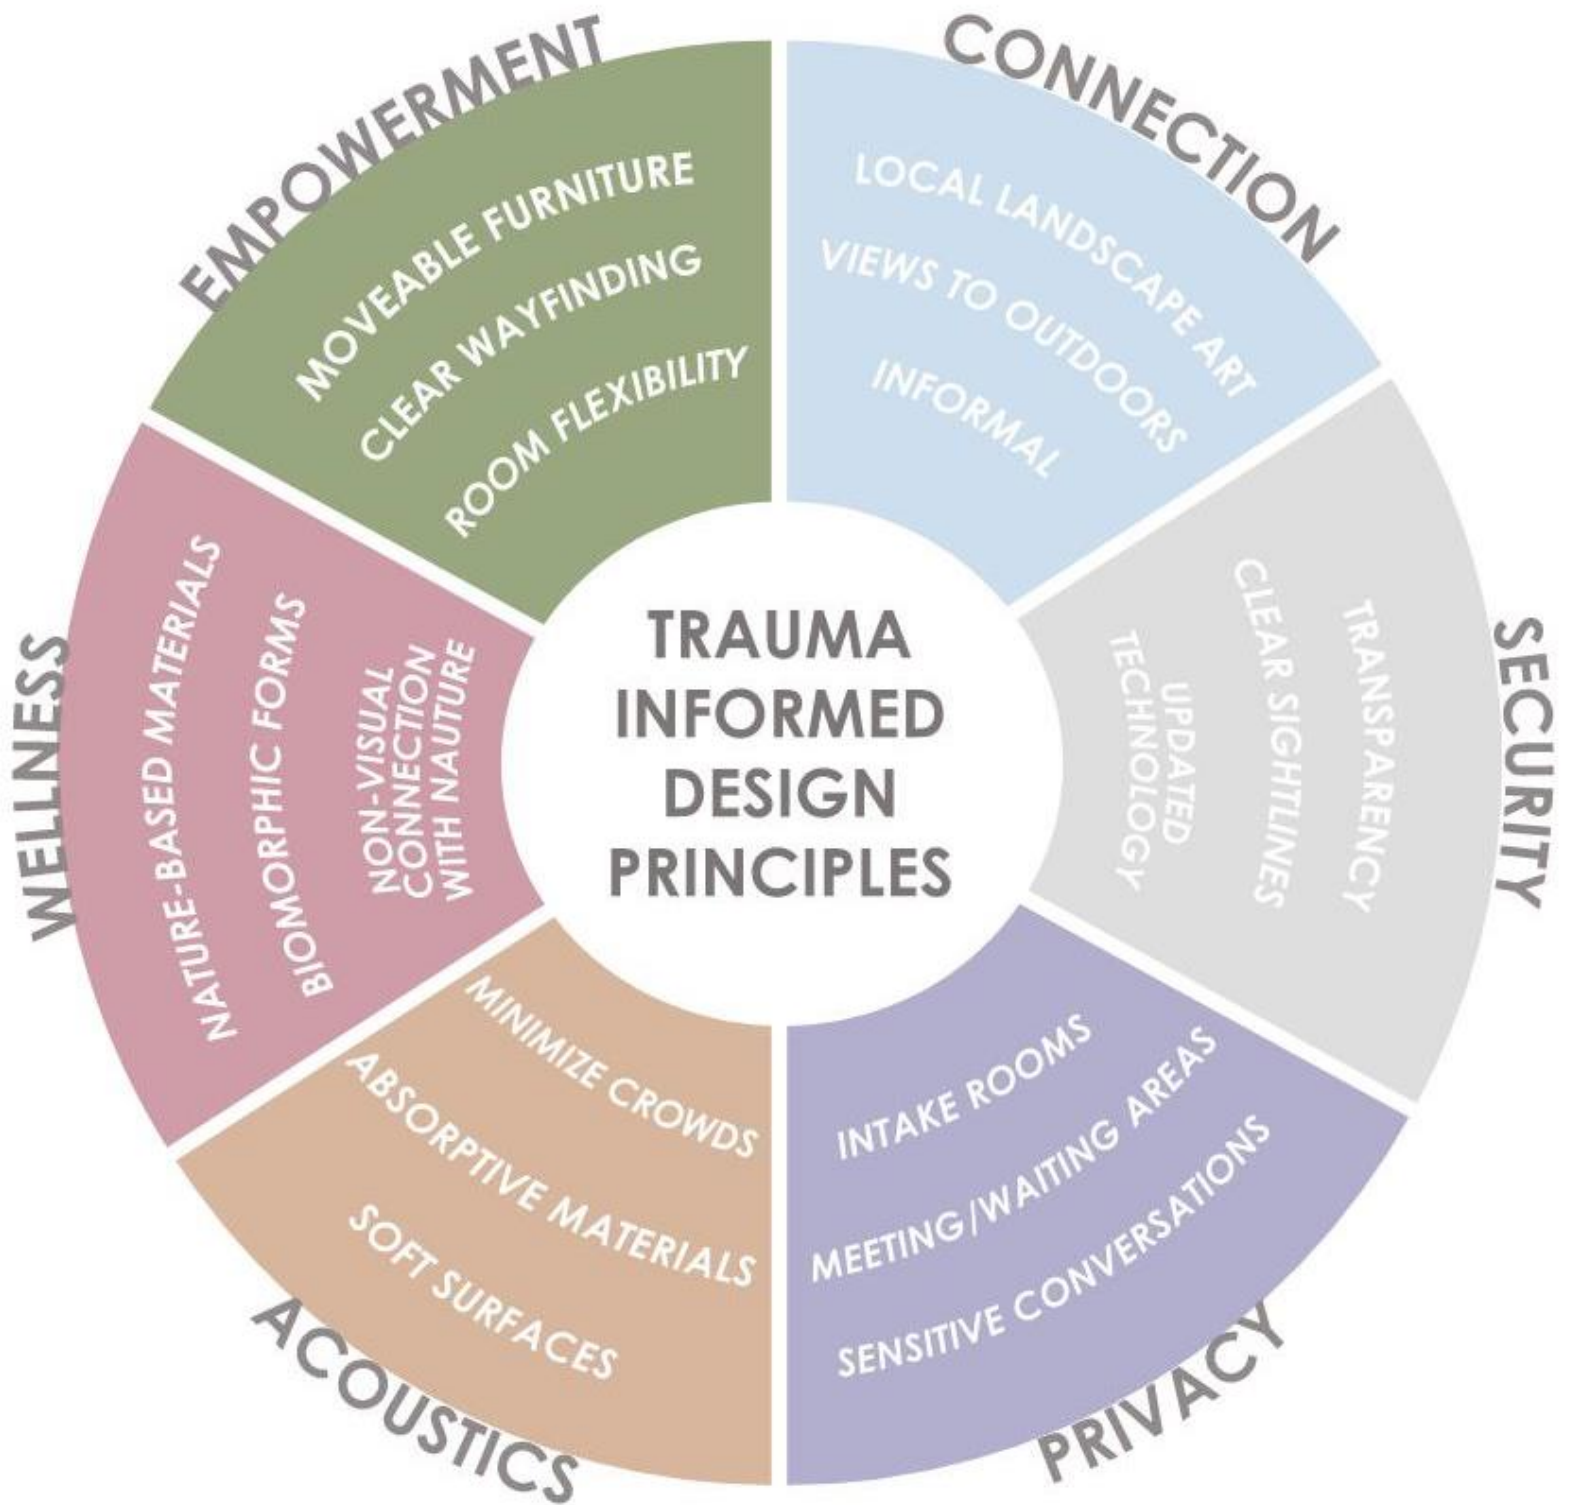 TRAUMA
INFORMED
DESIGN
PRINCIPLES
CONNECTION
LOCAL LANDSCAPE ART
VIEWS TO OUTDOORS
INFORMAL
SECURITY
TRANSPARENCY
CLEAR SIGHTLINES
UPDATED
TECHNOLOGY
PRIVACY
INTAKE ROOMS
MEETING/WAITING AREAS
SENSITIVE CONVERSATIONS
ACOUSTICS
MINIMIZE CROWDS
ABSORPTIVE MATERIALS
SOFT SURFACES
WELLNESS
NATURE-BASED MATERIALS
BIOMORPHIC FORMS
NON-VISUAL
CONNECTION
WITH NAUTURE
EMPOWERMENT
MOVEABLE FURNITURE
CLEAR WAYFINDING
ROOM FLEXIBILITY